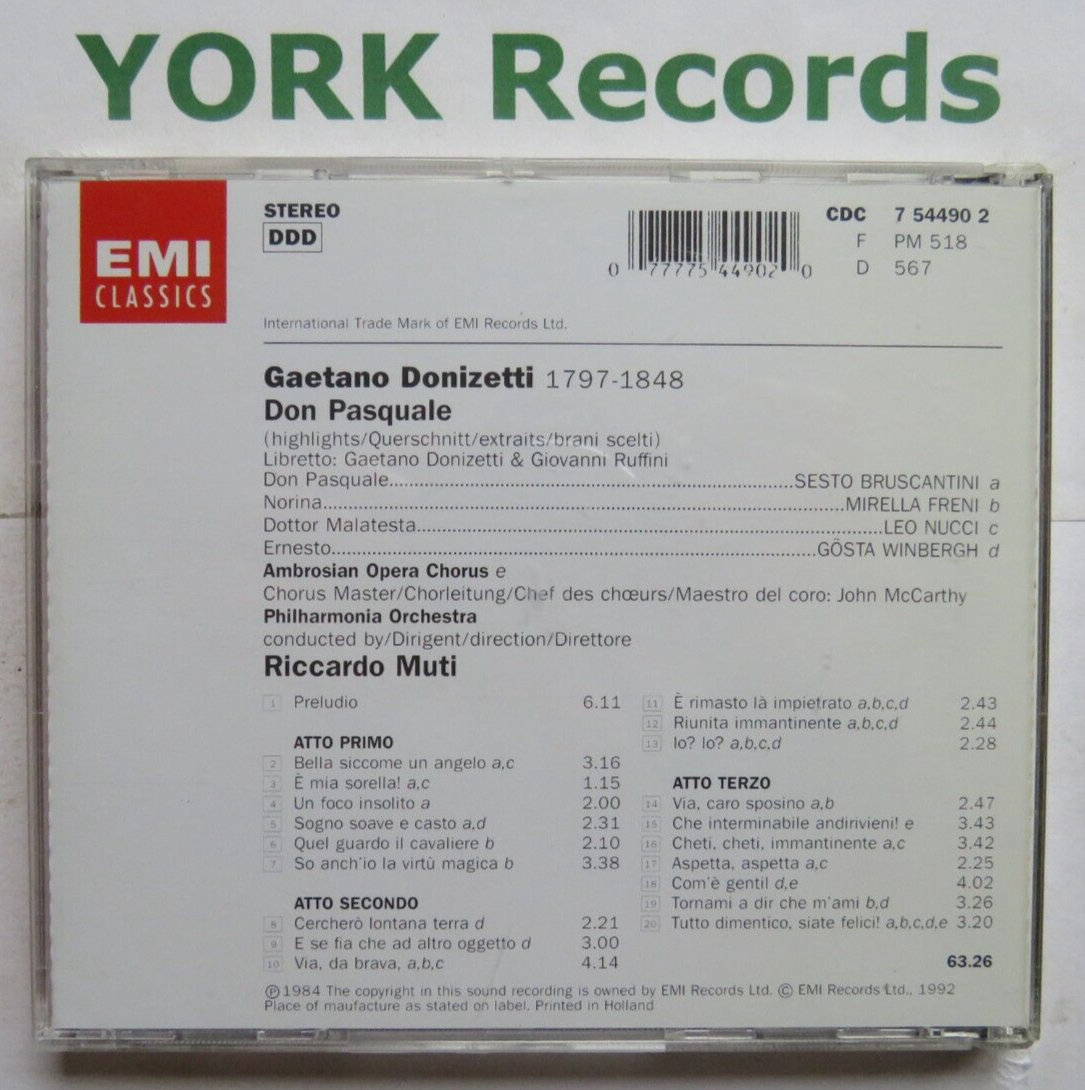 YORK Records
EMI
CLASSICS
STEREO
DDD
0 77775 44902 0
CDC 7 54490 2
F PM 518
D 567
International Trade Mark of EMI Records Ltd.
Gaetano Donizetti 1797-1848
Don Pasquale
(highlights/Querschnitt/extraits/brani scelti)
Libretto: Gaetano Donizetti & Giovanni Ruffini
Don Pasquale..........SESTO BRUSCANTINI a
Norina..........MIRELLA FRENI b
Dottor Malatesta..........LEO NUCCI c
Ernesto..........GÖSTA WINBERGH d
Ambrosian Opera Chorus e
Chorus Master/Chorleitung/Chef des chœurs/Maestro del coro: John McCarthy
Philharmonia Orchestra
conducted by/Dirigent/direction/Direttore
Riccardo Muti
1 Preludio 6.11
ATTO PRIMO
2 Bella siccome un angelo a,c 3.16
3 È mia sorella! a,c 1.15
4 Un foco insolito a 2.00
5 Sogno soave e casto a,d 2.31
6 Quel guardo il cavaliere b 2.10
7 So anch'io la virtù magica b 3.38
ATTO SECONDO
8 Cercherò lontana terra d 2.21
9 E se fia che ad altro oggetto d 3.00
10 Via, da brava, a,b,c 4.14
11 È rimasto là impietrato a,b,c,d 2.43
12 Riunita immantinente a,b,c,d 2.44
13 Io? Io? a,b,c,d 2.28
ATTO TERZO
14 Via, caro sposino a,b 2.47
15 Che interminabile andirivieni! e 3.43
16 Cheti, cheti, immantinente a,c 3.42
17 Aspetta, aspetta a,c 2.25
18 Com'è gentil d,e 4.02
19 Tornami a dir che m'ami b,d 3.26
20 Tutto dimentico, siate felici! a,b,c,d,e 3.20
63.26
℗ 1984 The copyright in this sound recording is owned by EMI Records Ltd. © EMI Records Ltd., 1992
Place of maufacture as stated on label. Printed in Holland